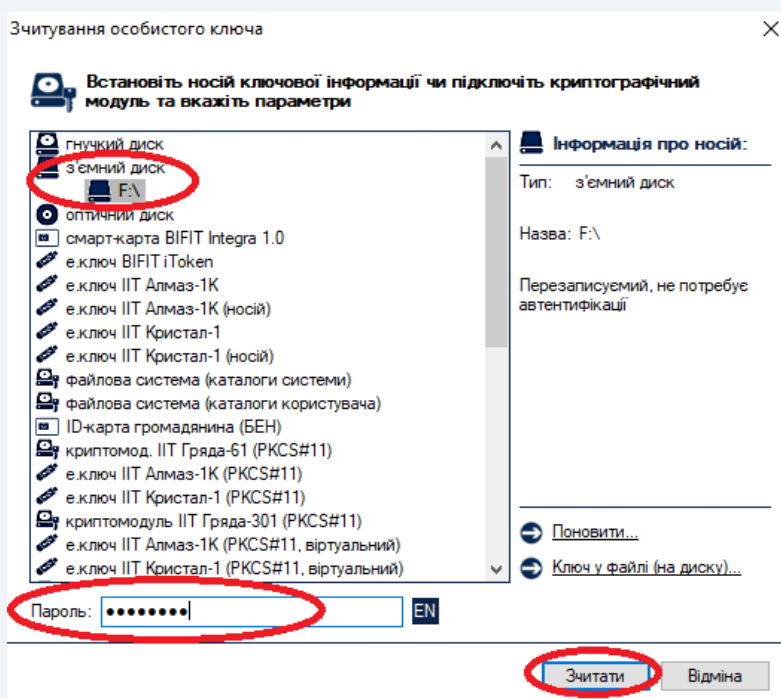 Зчитування особистого ключа
Встановіть носій ключової інформації чи підключіть криптографічний
модуль та вкажіть параметри
гнучкий диск
з'ємний диск
F:\
оптичний диск
смарт-карта BIFIT Integra 1.0
е.ключ BIFIT iToken
е.ключ ІІТ Алмаз-1К
е.ключ ІІТ Алмаз-1К (носій)
е.ключ ІІТ Кристал-1
е.ключ ІІТ Кристал-1 (носій)
файлова система (каталоги системи)
файлова система (каталоги користувача)
ID-карта громадянина (БЕН)
криптомод. ІІТ Гряда-61 (PKCS#11)
е.ключ ІІТ Алмаз-1К (PKCS#11)
е.ключ ІІТ Кристал-1 (PKCS#11)
криптомодуль ІІТ Гряда-301 (PKCS#11)
е.ключ ІІТ Алмаз-1К (PKCS#11, віртуальний)
е.ключ ІІТ Кристал-1 (PKCS#11, віртуальний)
Інформація про носій:
Тип: з'ємний диск
Назва: F:\
Перезаписуємий, не потребує
автентифікації
Поновити...
Ключ у файлі (на диску)...
Пароль: ●●●●●●●● EN
Зчитати Відміна